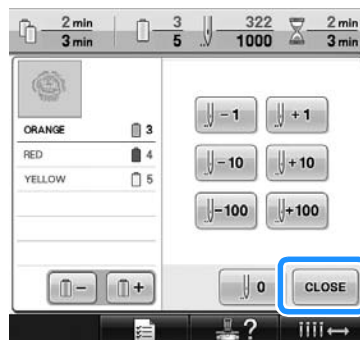 2 min 3 322 2 min
3 min 5 1000 3 min
-1 +1
ORANGE 3
RED 4
-10 +10
YELLOW 5
-100 +100
- + 0 CLOSE
?